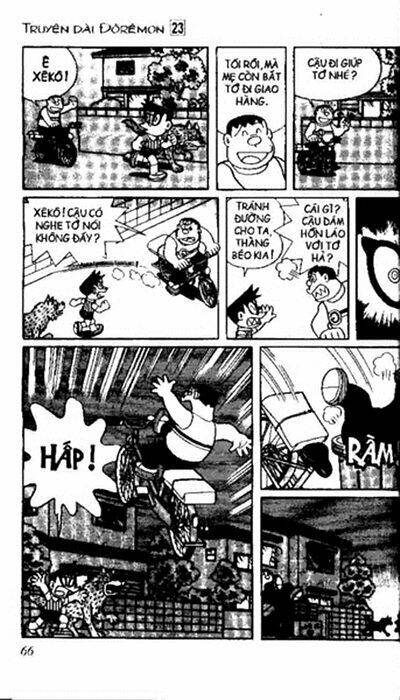 TRUYỆN DÀI ĐÔRÊMON 23
Ê
XÊKÔ!
TỐI RỒI, MÀ
MẸ CÒN BẮT
TỚ ĐI GIAO
HÀNG.
CẬU ĐI GIÚP
TỚ NHÉ?
XÊKÔ! CẬU CÓ
NGHE TỚ NÓI
KHÔNG ĐẤY?
TRÁNH
ĐƯỜNG
CHO TA,
THẰNG
BÉO KIA!
CÁI GÌ?
CẬU DÁM
HỖN LÁO
VỚI TỚ
HẢ?
HẤP!
RẦM
66